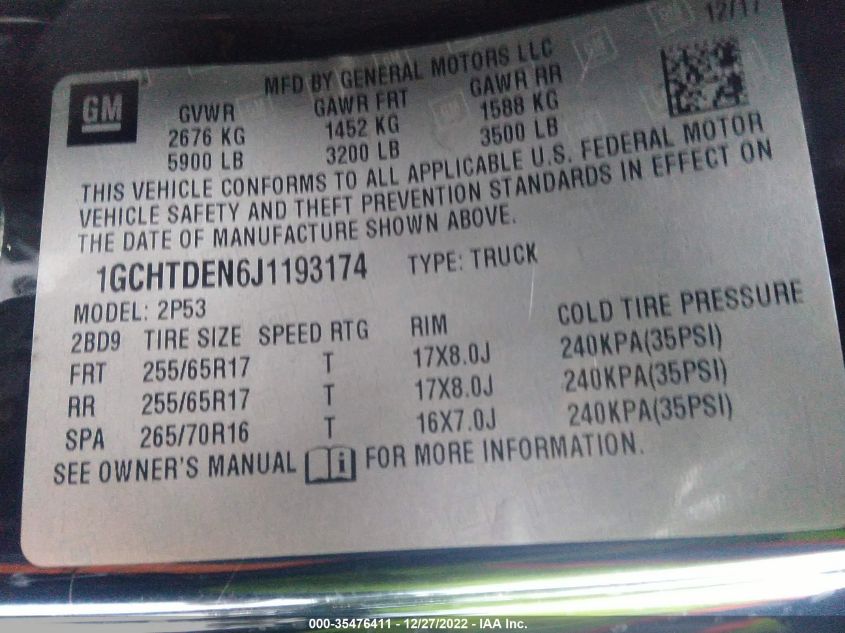 12/17
MFD BY GENERAL MOTORS LLC
GM
GVWR GAWR FRT GAWR RR
2676 KG 1452 KG 1588 KG
5900 LB 3200 LB 3500 LB
THIS VEHICLE CONFORMS TO ALL APPLICABLE U.S. FEDERAL MOTOR
VEHICLE SAFETY AND THEFT PREVENTION STANDARDS IN EFFECT ON
THE DATE OF MANUFACTURE SHOWN ABOVE.
1GCHTDEN6J1193174 TYPE: TRUCK
MODEL: 2P53
2BD9 TIRE SIZE SPEED RTG RIM COLD TIRE PRESSURE
FRT 255/65R17 T 17X8.0J 240KPA(35PSI)
RR 255/65R17 T 17X8.0J 240KPA(35PSI)
SPA 265/70R16 T 16X7.0J 240KPA(35PSI)
SEE OWNER'S MANUAL i FOR MORE INFORMATION.
000-35476411 - 12/27/2022 - IAA Inc.